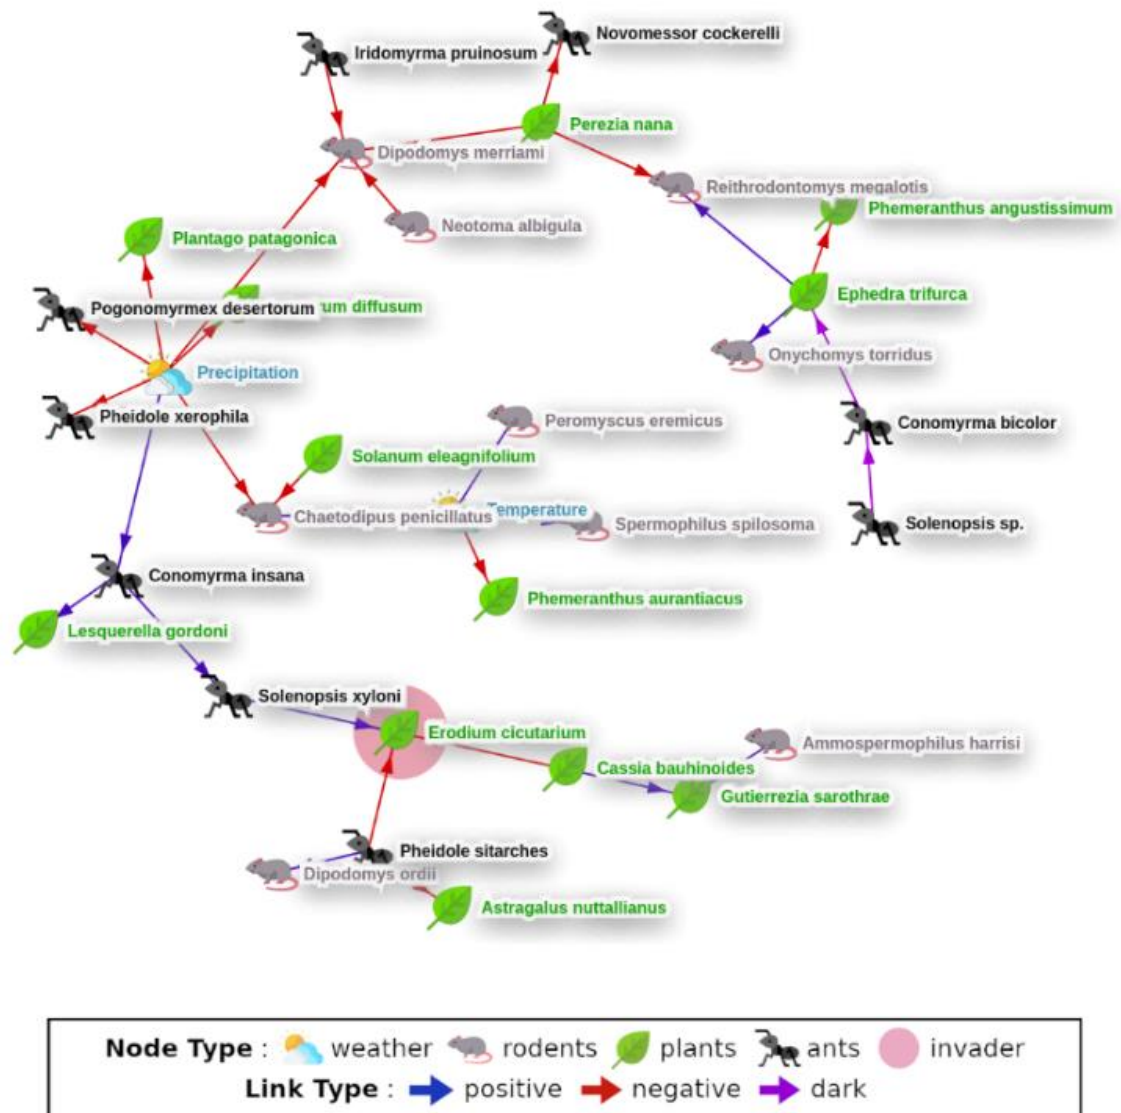 Novomessor cockerelli
Iridomyrma pruinosum
Perezia nana
Dipodomys merriami
Reithrodontomys megalotis
Phemeranthus angustissimum
Neotoma albigula
Plantago patagonica
Ephedra trifurca
Pogonomyrmex desertorum
um diffusum
Onychomys torridus
Precipitation
Pheidole xerophila
Peromyscus eremicus
Conomyrma bicolor
Solanum eleagnifolium
Temperature
Chaetodipus penicillatus
Spermophilus spilosoma
Solenopsis sp.
Conomyrma insana
Phemeranthus aurantiacus
Lesquerella gordoni
Solenopsis xyloni
Erodium cicutarium
Ammospermophilus harrisi
Cassia bauhinoides
Gutierrezia sarothrae
Pheidole sitarches
Dipodomys ordii
Astragalus nuttallianus
Node Type : weather rodents plants ants invader
Link Type : positive negative dark